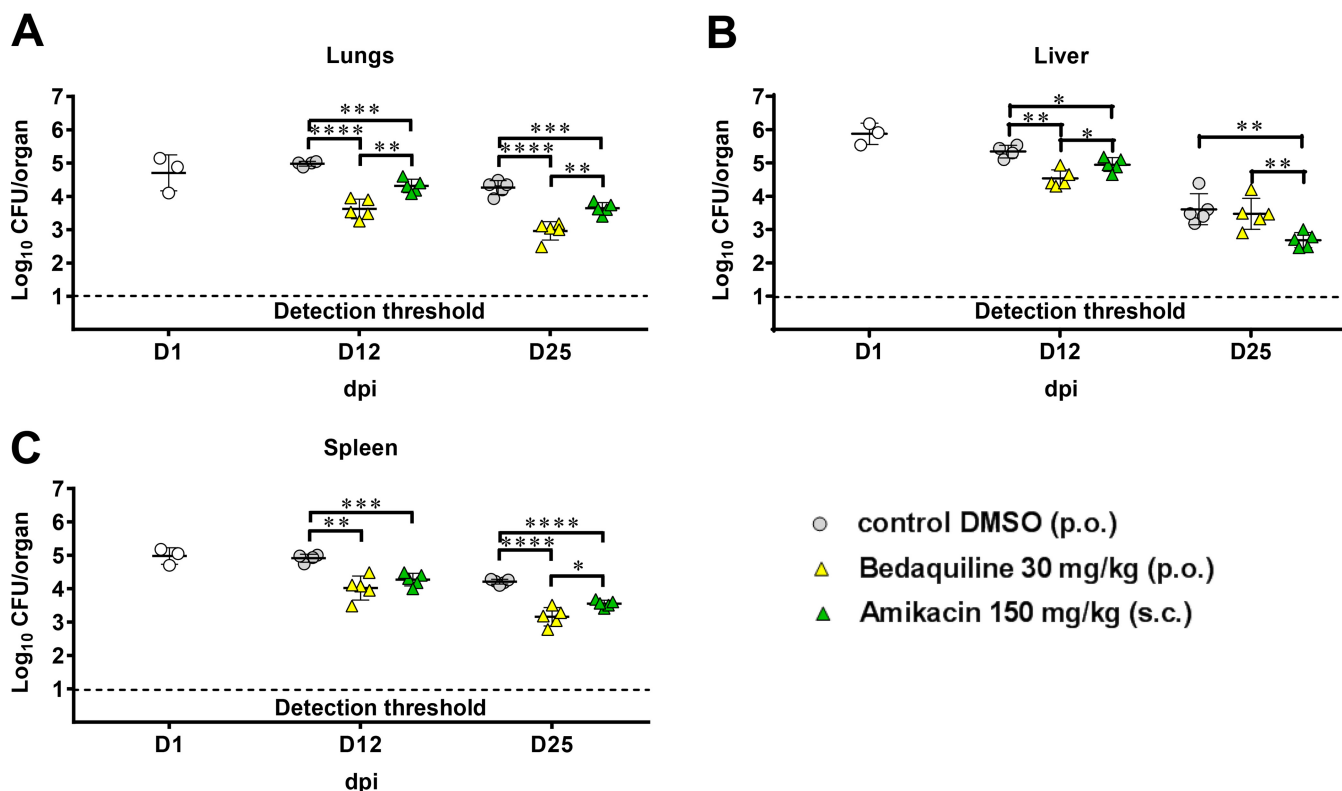 A
Lungs
Log10 CFU/organ
7
6
5
4
3
2
1
***
****
**
***
****
**
Detection threshold
D1 D12 D25
dpi
B
Liver
Log10 CFU/organ
7
6
5
4
3
2
1
*
**
*
**
**
Detection threshold
D1 D12 D25
dpi
C
Spleen
Log10 CFU/organ
7
6
5
4
3
2
1
***
**
****
****
*
Detection threshold
D1 D12 D25
dpi
control DMSO (p.o.)
Bedaquiline 30 mg/kg (p.o.)
Amikacin 150 mg/kg (s.c.)